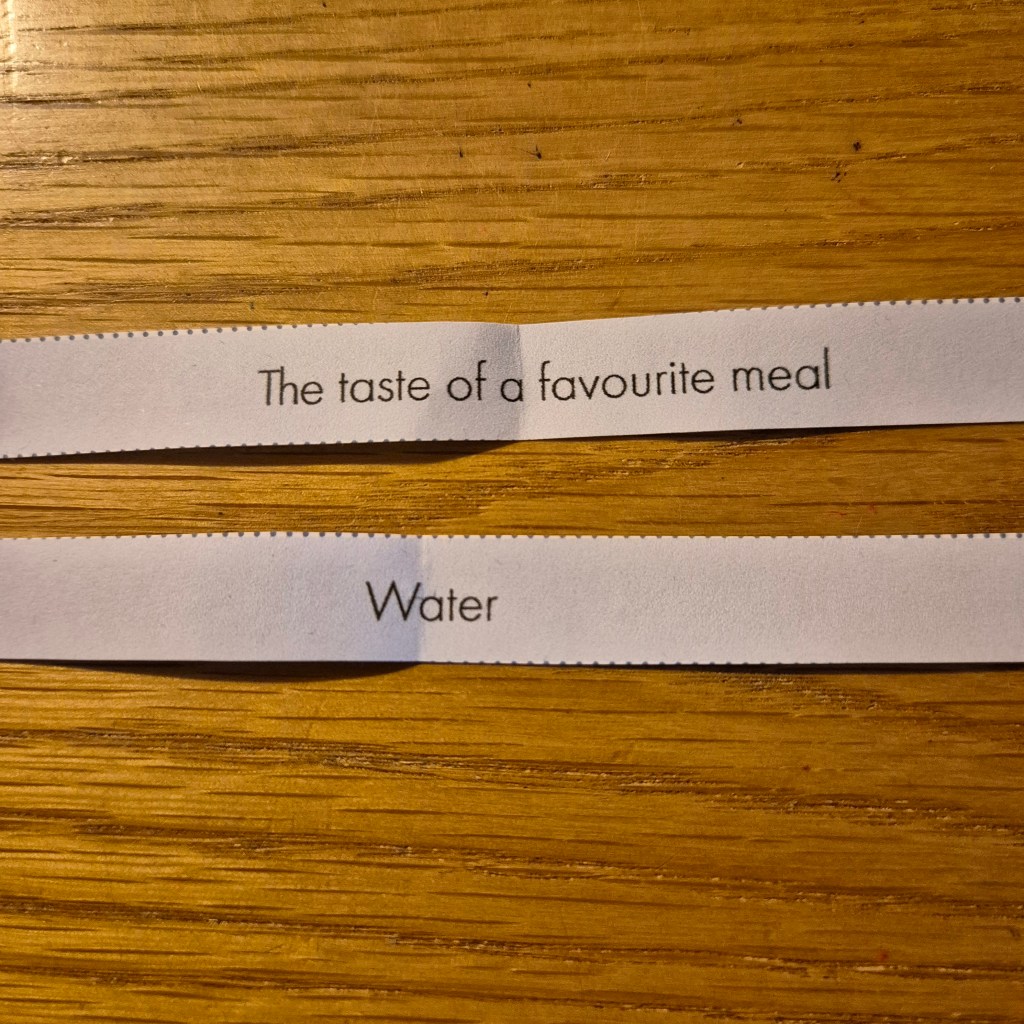 The taste of a favourite meal
Water